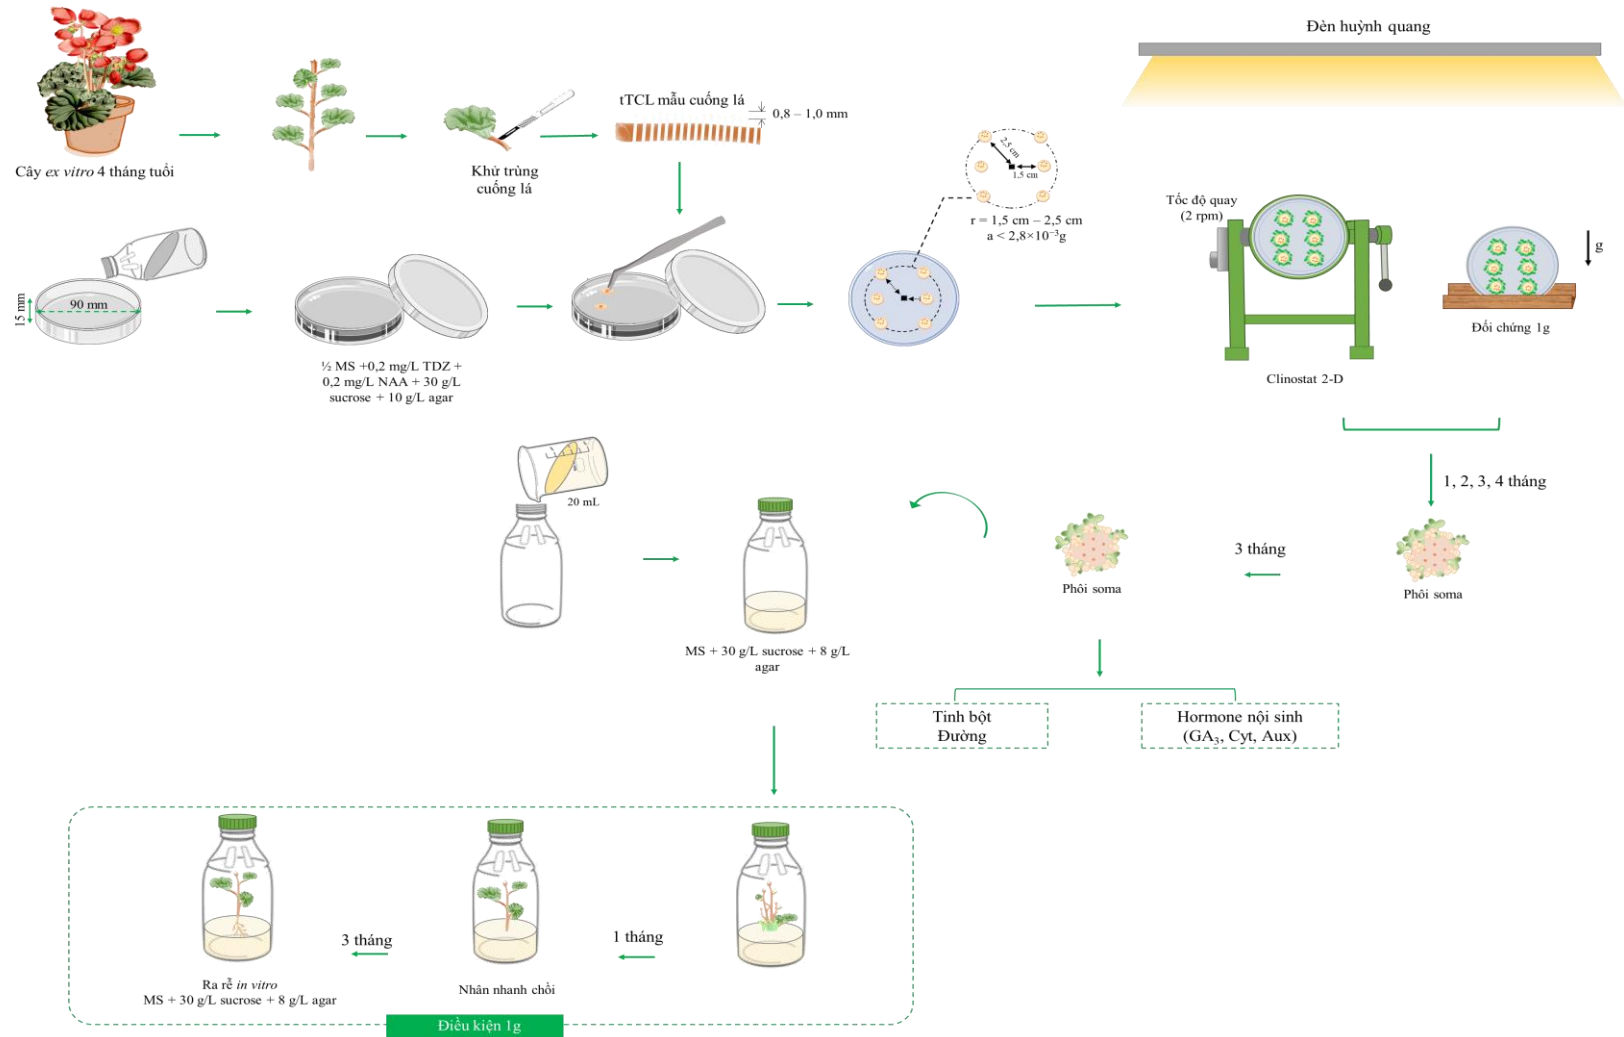 Đèn huỳnh quang
tTCL mẫu cuống lá
0,8 – 1,0 mm
Cây ex vitro 4 tháng tuổi
Khử trùng
cuống lá
2,5 cm
1,5 cm
r = 1,5 cm – 2,5 cm
a < 2,8×10⁻³g
Tốc độ quay
(2 rpm)
g
15 mm
90 mm
Đối chứng 1g
½ MS +0,2 mg/L TDZ +
0,2 mg/L NAA + 30 g/L
sucrose + 10 g/L agar
Clinostat 2-D
1, 2, 3, 4 tháng
20 mL
3 tháng
Phôi soma
Phôi soma
MS + 30 g/L sucrose + 8 g/L
agar
Tinh bột
Đường
Hormone nội sinh
(GA₃, Cyt, Aux)
3 tháng
1 tháng
Ra rễ in vitro
MS + 30 g/L sucrose + 8 g/L agar
Nhân nhanh chồi
Điều kiện 1g